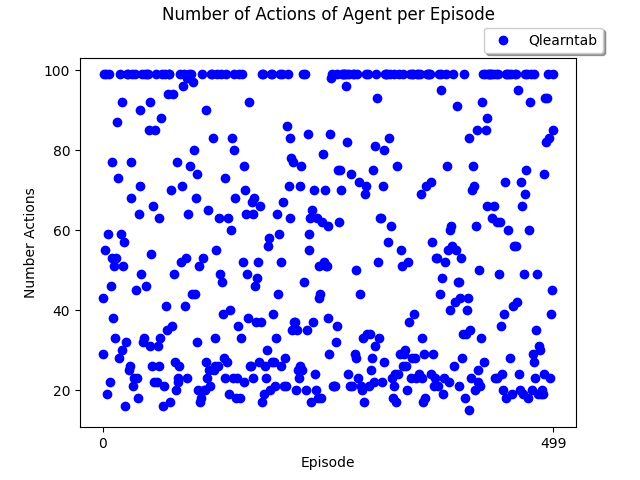 Number of Actions of Agent per Episode
Qlearntab
100
80
60
40
20
Number Actions
0
499
Episode